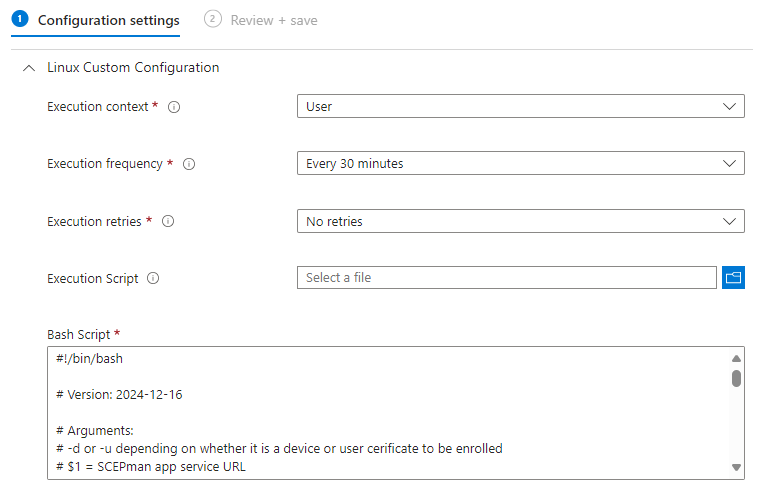 1 Configuration settings 2 Review + save
Linux Custom Configuration
Execution context * User
Execution frequency * Every 30 minutes
Execution retries * No retries
Execution Script Select a file
Bash Script *
#!/bin/bash
# Version: 2024-12-16
# Arguments:
# -d or -u depending on whether it is a device or user cerificate to be enrolled
# $1 = SCEPman app service URL